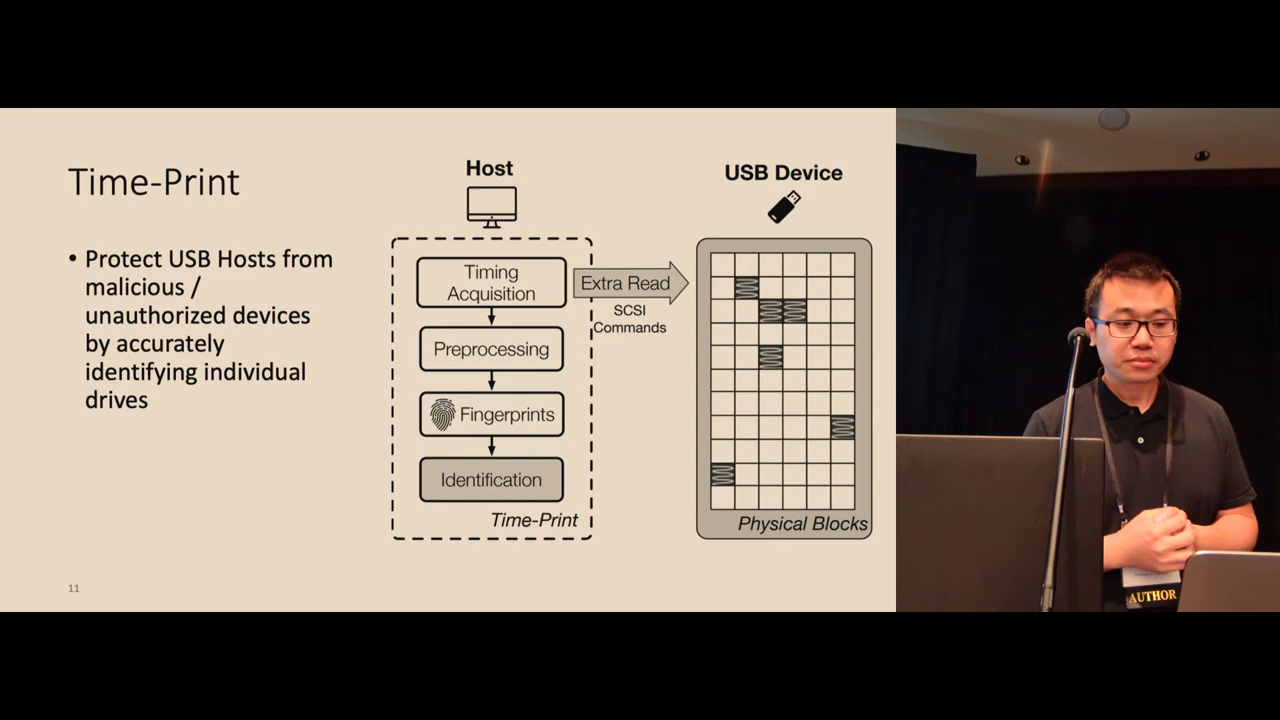 Time-Print
• Protect USB Hosts from
malicious /
unauthorized devices
by accurately
identifying individual
drives
Host
Timing
Acquisition
Preprocessing
Fingerprints
Identification
Time-Print
Extra Read
SCSI
Commands
USB Device
Physical Blocks
11
AUTHOR